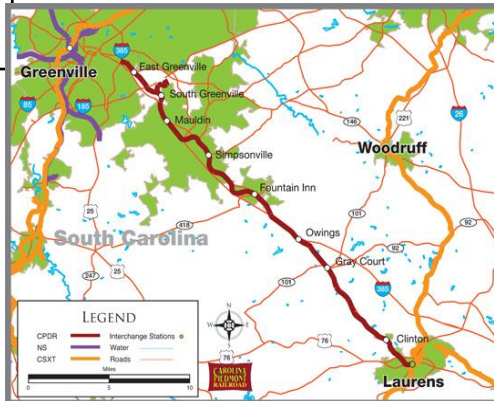 385
East Greenville
Greenville
South Greenville
85
185
Mauldin
146
221
26
Woodruff
Simpsonville
Fountain Inn
25
418
101
92
South Carolina
Owings
92
247
25
Gray Court
101
385
LEGEND
CPDR
Interchange Stations
NS
Water
CSXT
Roads
Miles
0
5
10
N
W
E
S
76
76
76
Clinton
Laurens
CAROLINA
PIEDMONT
RAILROAD